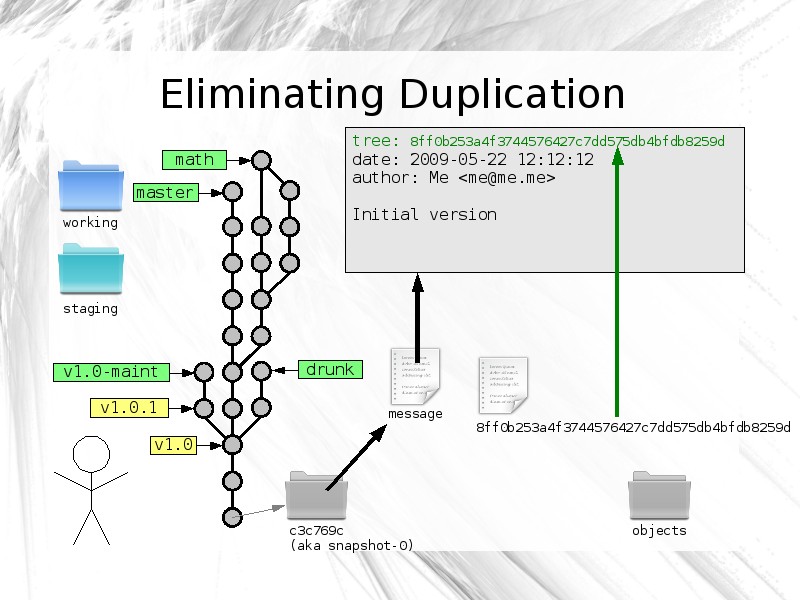 Eliminating Duplication
tree: 8ff0b253a4f3744576427c7dd575db4bfdb8259d
date: 2009-05-22 12:12:12
author: Me <me@me.me>
Initial version
math
master
working
staging
v1.0-maint
drunk
v1.0.1
v1.0
message
8ff0b253a4f3744576427c7dd575db4bfdb8259d
c3c769c
(aka snapshot-0)
objects